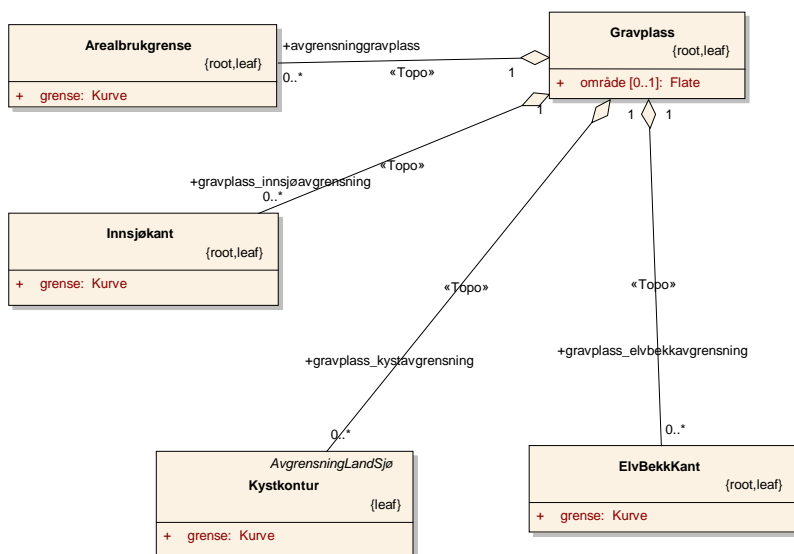 Arealbrukgrense
{root,leaf}
+ grense: Kurve
+avgrensninggravplass
0..*
«Topo»
1
Gravplass
{root,leaf}
+ område [0..1]: Flate
1
«Topo»
+gravplass_innsjøavgrensning
0..*
Innsjøkant
{root,leaf}
+ grense: Kurve
1
«Topo»
+gravplass_kystavgrensning
0..*
1
«Topo»
+gravplass_elvbekkavgrensning
0..*
AvgrensningLandSjø
Kystkontur
{leaf}
+ grense: Kurve
ElvBekkKant
{root,leaf}
+ grense: Kurve